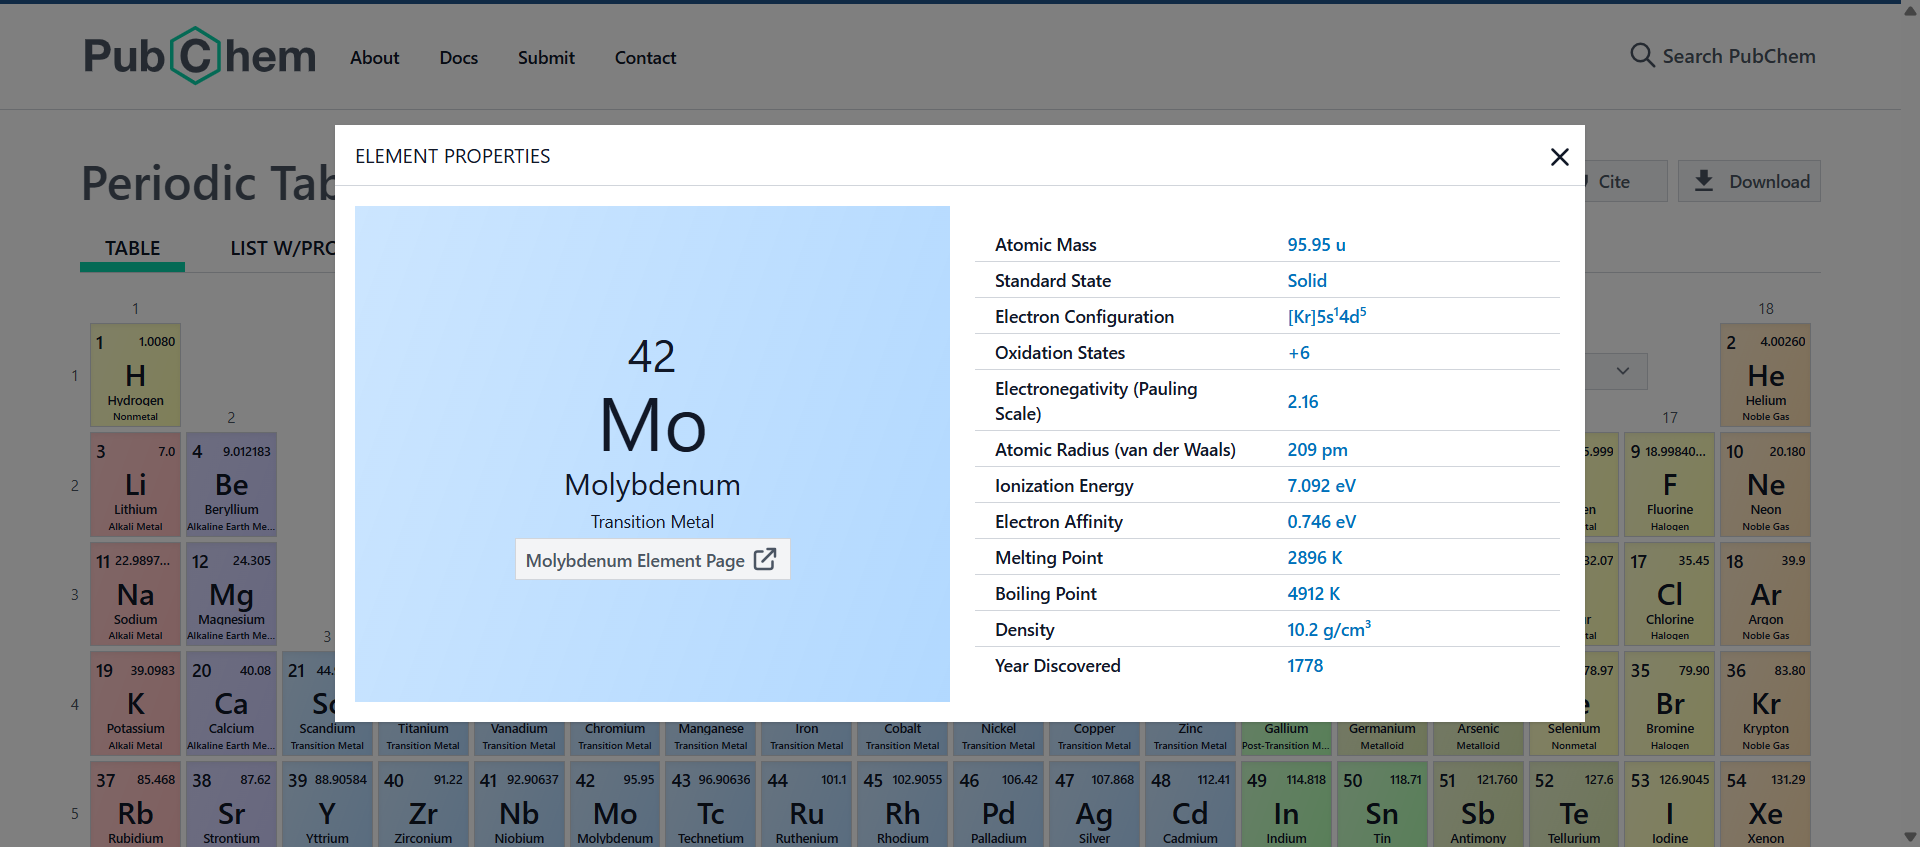 PubChem About Docs Submit Contact Search PubChem
Periodic Tab
Cite Download
TABLE LIST W/PRO
ELEMENT PROPERTIES
42
Mo
Molybdenum
Transition Metal
Molybdenum Element Page
Atomic Mass 95.95 u
Standard State Solid
Electron Configuration [Kr]5s¹4d⁵
Oxidation States +6
Electronegativity (Pauling
Scale) 2.16
Atomic Radius (van der Waals) 209 pm
Ionization Energy 7.092 eV
Electron Affinity 0.746 eV
Melting Point 2896 K
Boiling Point 4912 K
Density 10.2 g/cm³
Year Discovered 1778
1 18
1 1 1.0080 2 4.00260
H He
Hydrogen Helium
Nonmetal Noble Gas
2 17
2 3 7.0 4 9.012183 5.999 9 18.99840... 10 20.180
Li Be F Ne
Lithium Beryllium en Fluorine Neon
Alkali Metal Alkaline Earth Me... tal Halogen Noble Gas
3 11 22.9897... 12 24.305 32.07 17 35.45 18 39.9
Na Mg Cl Ar
Sodium Magnesium ur Chlorine Argon
Alkali Metal Alkaline Earth Me... tal Halogen Noble Gas
3
4 19 39.0983 20 40.08 21 44. 78.97 35 79.90 36 83.80
K Ca Sc e Br Kr
Potassium Calcium Scandium Titanium Vanadium Chromium Manganese Iron Cobalt Nickel Copper Zinc Gallium Germanium Arsenic Selenium Bromine Krypton
Alkali Metal Alkaline Earth Me... Transition Metal Transition Metal Transition Metal Transition Metal Transition Metal Transition Metal Transition Metal Transition Metal Transition Metal Transition Metal Post-Transition M... Metalloid Metalloid Nonmetal Halogen Noble Gas
5 37 85.468 38 87.62 39 88.90584 40 91.22 41 92.90637 42 95.95 43 96.90636 44 101.1 45 102.9055 46 106.42 47 107.868 48 112.41 49 114.818 50 118.71 51 121.760 52 127.6 53 126.9045 54 131.29
Rb Sr Y Zr Nb Mo Tc Ru Rh Pd Ag Cd In Sn Sb Te I Xe
Rubidium Strontium Yttrium Zirconium Niobium Molybdenum Technetium Ruthenium Rhodium Palladium Silver Cadmium Indium Tin Antimony Tellurium Iodine Xenon